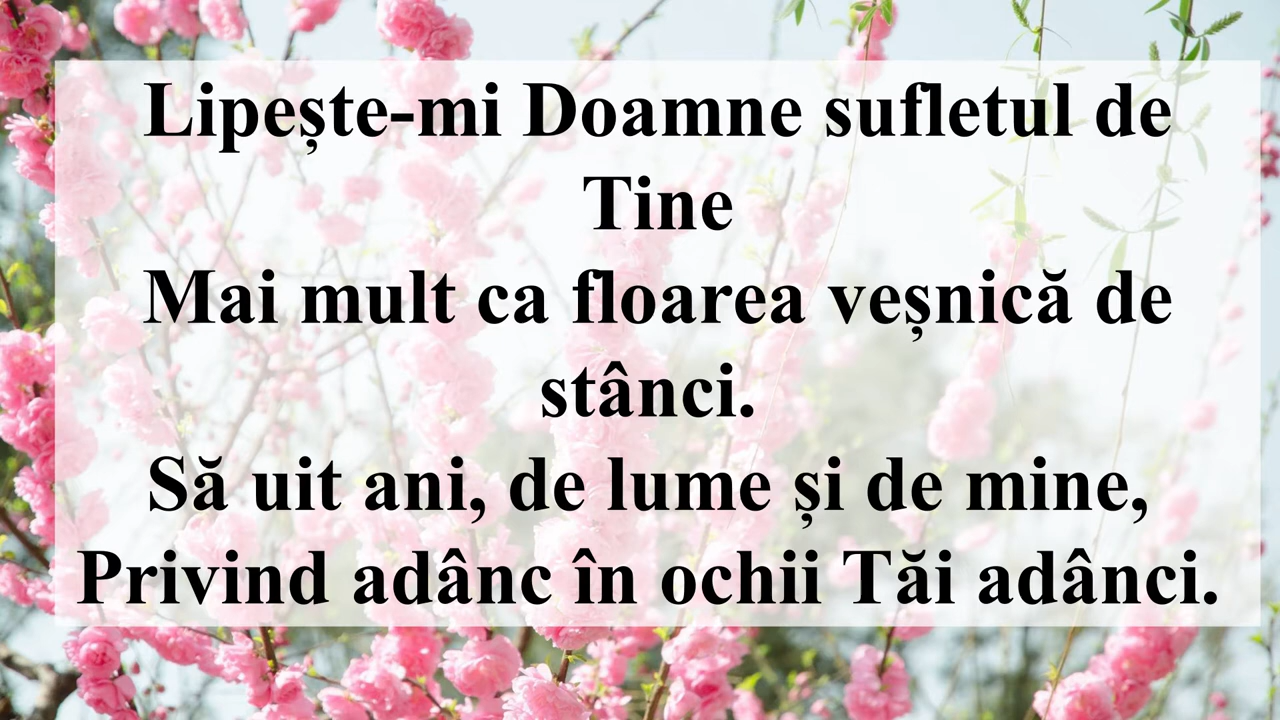 Lipește-mi Doamne sufletul de
Tine
Mai mult ca floarea veșnică de
stânci.
Să uit ani, de lume și de mine,
Privind adânc în ochii Tăi adânci.